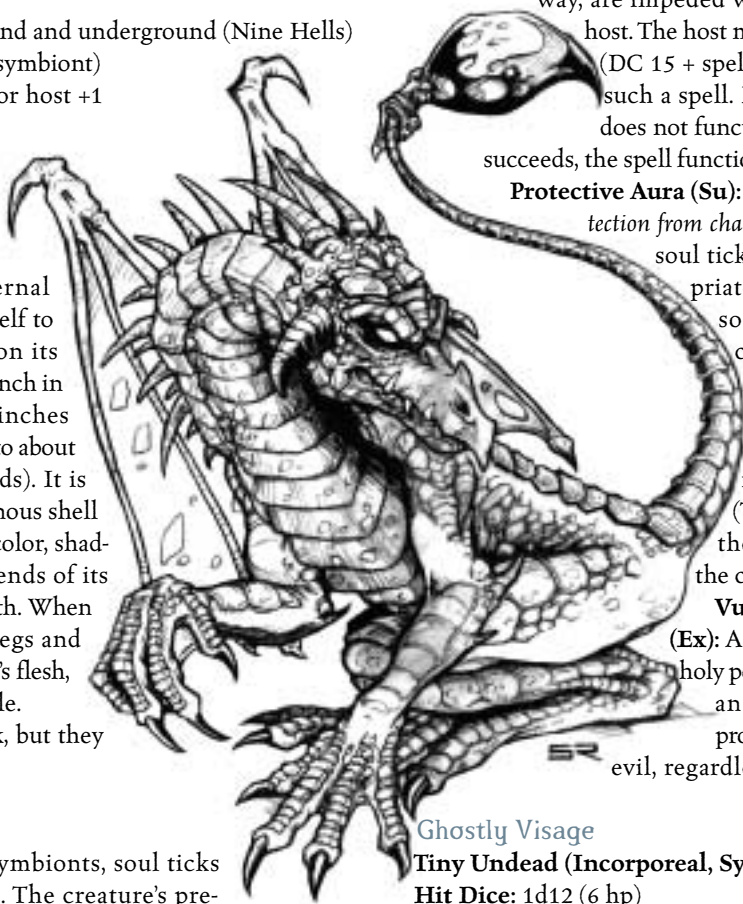 nd and underground (Nine Hells)
symbiont)
or host +1
ernal
elf to
on its
nch in
inches
to about
ds). It is
nous shell
color, shad-
ends of its
th. When
egs and
's flesh,
le.
k, but they
ymbionts, soul ticks
. The creature's pre-
way, are impeded w
host. The host n
(DC 15 + spel
such a spell. 
does not func
succeeds, the spell functio
Protective Aura (Su):
tection from cha
soul tick
priat
so
(T
the
the c
Vu
(Ex): A
holy p
an
pro
evil, regardle
SR
Ghostly Visage
Tiny Undead (Incorporeal, Sy
Hit Dice: 1d12 (6 hp)